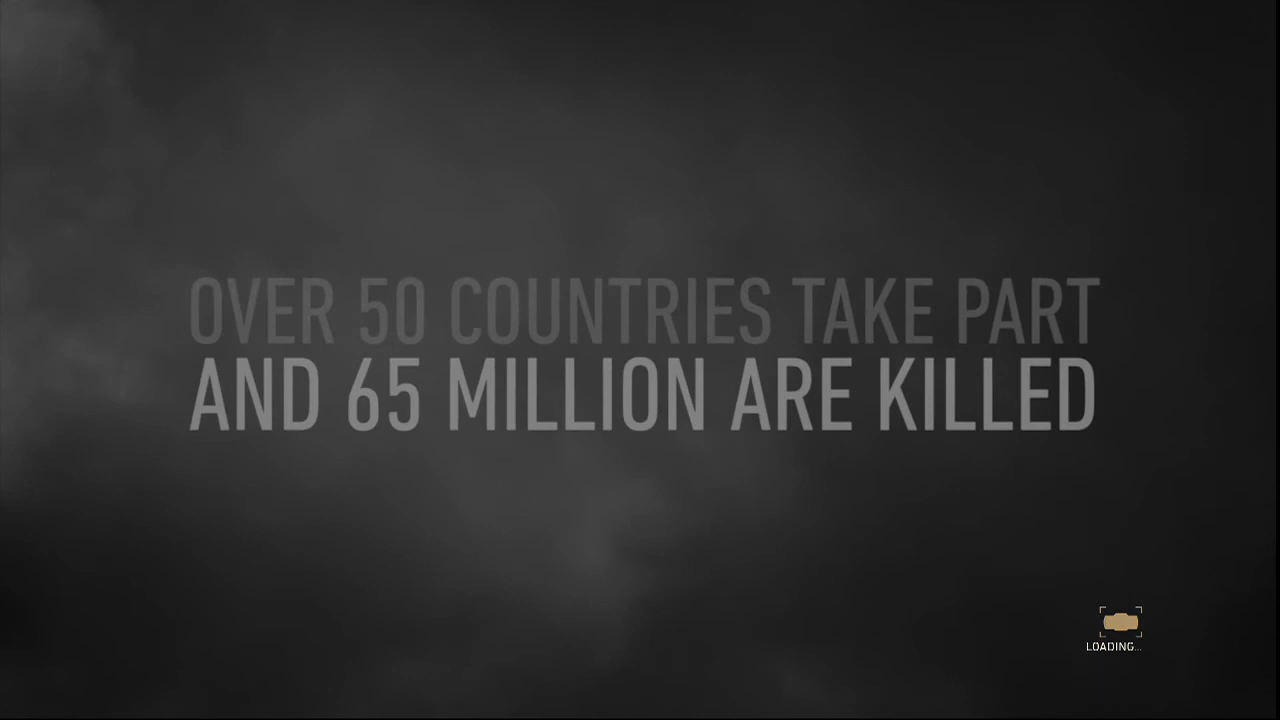 OVER 50 COUNTRIES TAKE PART
AND 65 MILLION ARE KILLED
LOADING...